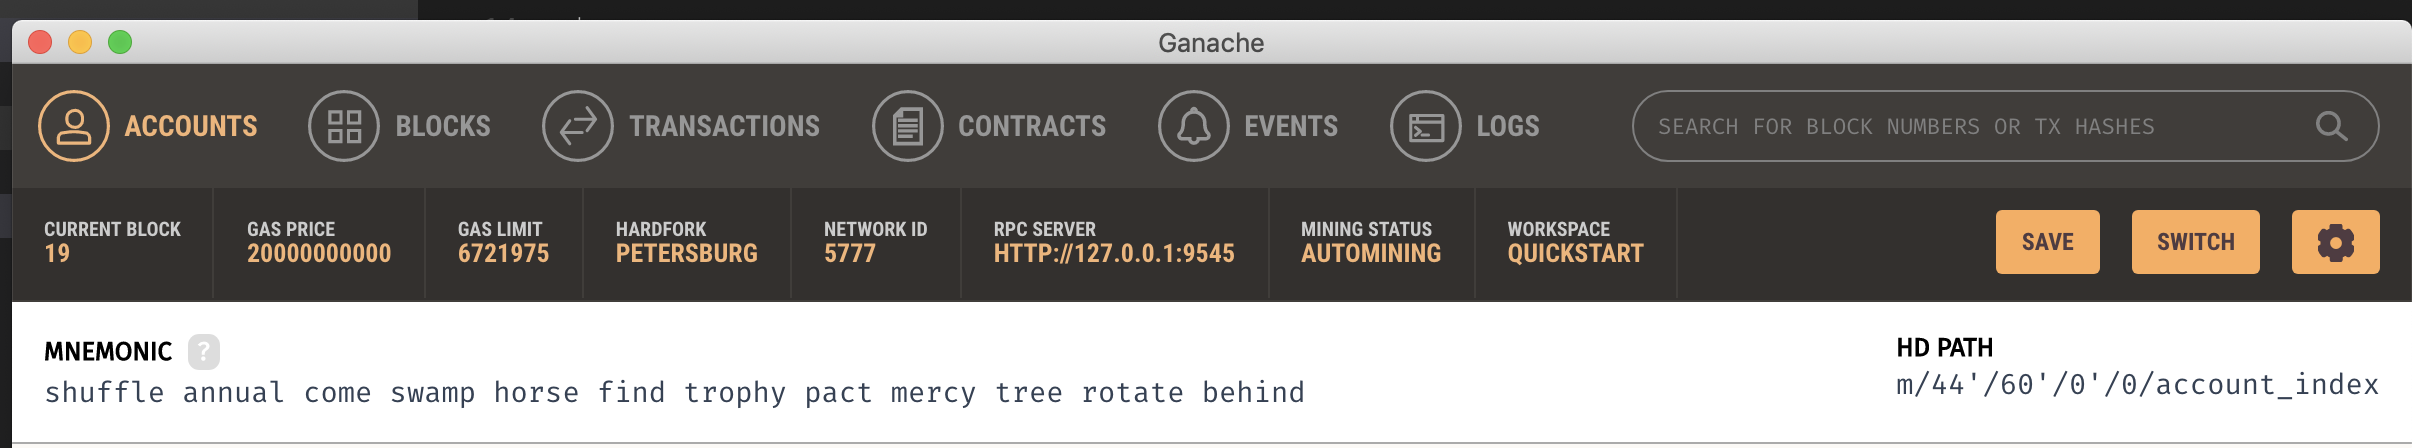 Ganache
ACCOUNTS BLOCKS TRANSACTIONS CONTRACTS EVENTS LOGS SEARCH FOR BLOCK NUMBERS OR TX HASHES
CURRENT BLOCK GAS PRICE GAS LIMIT HARDFORK NETWORK ID RPC SERVER MINING STATUS WORKSPACE
19 20000000000 6721975 PETERSBURG 5777 HTTP://127.0.0.1:9545 AUTOMINING QUICKSTART
SAVE SWITCH
MNEMONIC ? HD PATH
shuffle annual come swamp horse find trophy pact mercy tree rotate behind m/44'/60'/0'/0/account_index